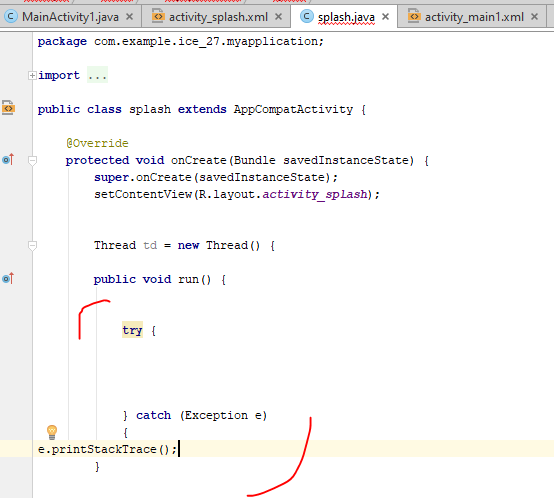 MainActivity1.java × activity_splash.xml × splash.java × activity_main1.xml ×
package com.example.ice_27.myapplication;
import ...
public class splash extends AppCompatActivity {
@Override
protected void onCreate(Bundle savedInstanceState) {
super.onCreate(savedInstanceState);
setContentView(R.layout.activity_splash);
Thread td = new Thread() {
public void run() {
try {
} catch (Exception e)
{
e.printStackTrace();
}